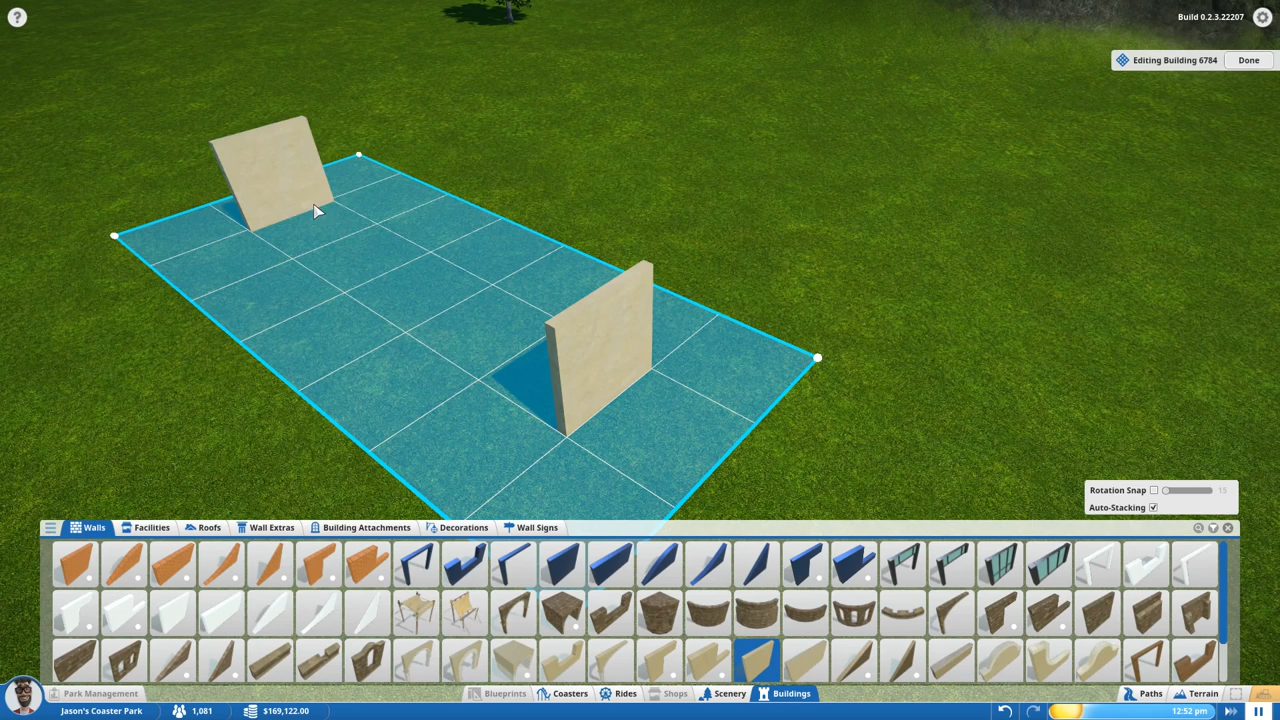 ?
Build 0.2.3.22207
Editing Building 6784
Done
Rotation Snap
15
Auto-Stacking
Walls
Facilities
Roofs
Wall Extras
Building Attachments
Decorations
Wall Signs
Park Management
Blueprints
Coasters
Rides
Shops
Scenery
Buildings
Paths
Terrain
Jason's Coaster Park
1,081
$169,122.00
12:52 pm